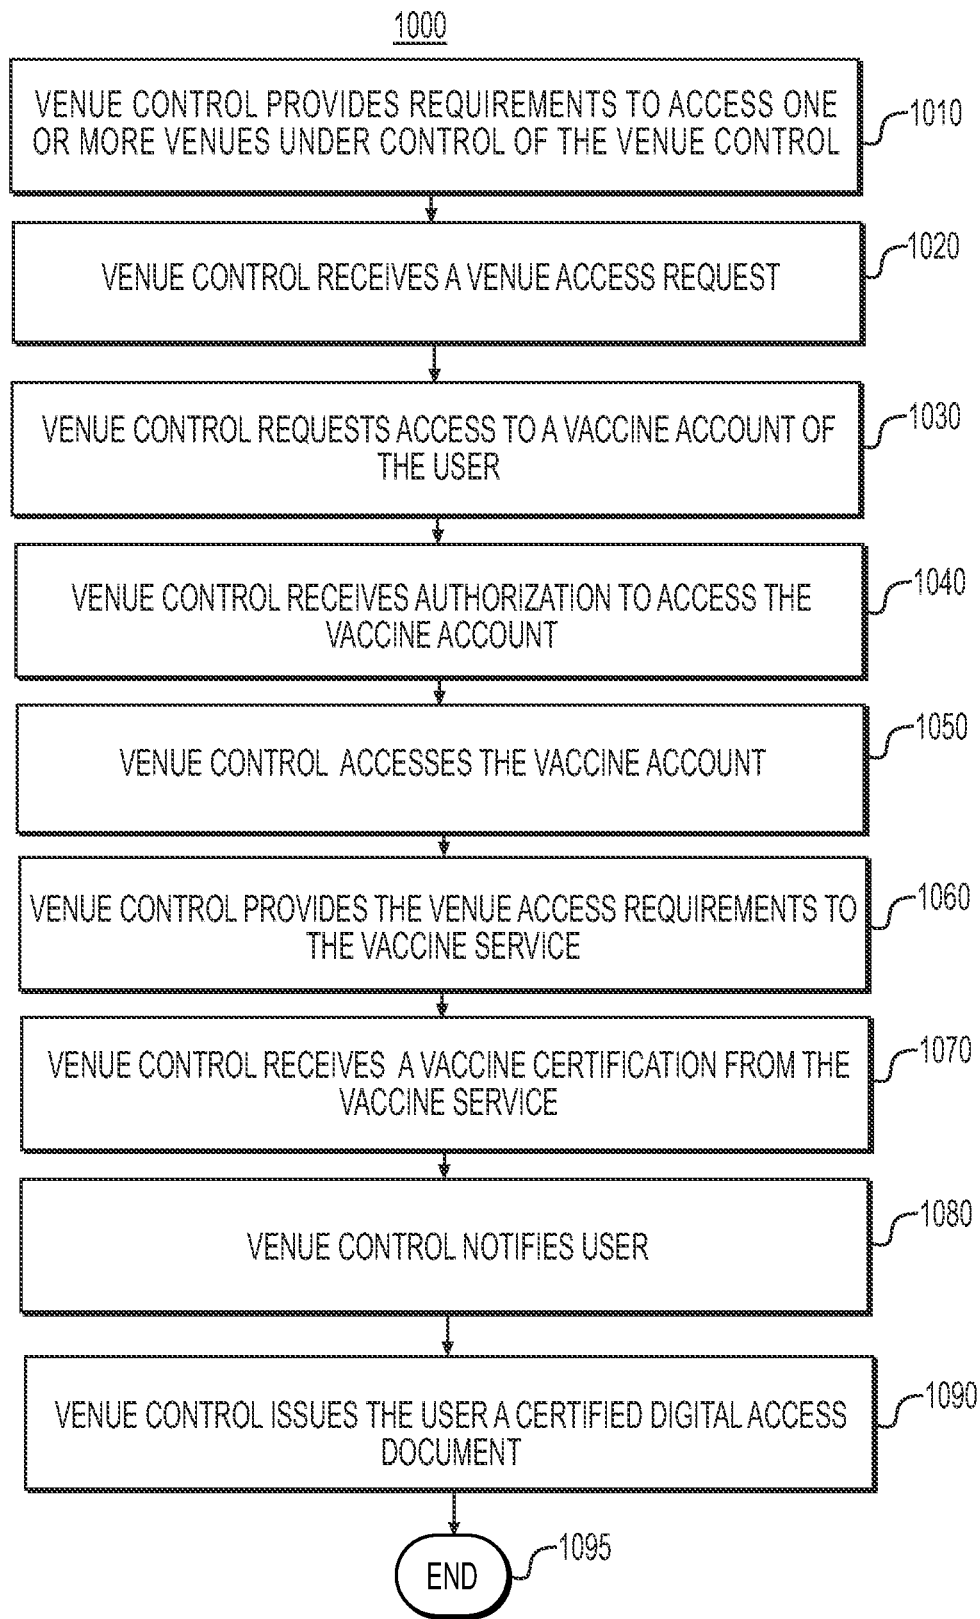 1000
VENUE CONTROL PROVIDES REQUIREMENTS TO ACCESS ONE
OR MORE VENUES UNDER CONTROL OF THE VENUE CONTROL
1010
VENUE CONTROL RECEIVES A VENUE ACCESS REQUEST
1020
VENUE CONTROL REQUESTS ACCESS TO A VACCINE ACCOUNT OF
THE USER
1030
VENUE CONTROL RECEIVES AUTHORIZATION TO ACCESS THE
VACCINE ACCOUNT
1040
VENUE CONTROL ACCESSES THE VACCINE ACCOUNT
1050
VENUE CONTROL PROVIDES THE VENUE ACCESS REQUIREMENTS TO
THE VACCINE SERVICE
1060
VENUE CONTROL RECEIVES A VACCINE CERTIFICATION FROM THE
VACCINE SERVICE
1070
VENUE CONTROL NOTIFIES USER
1080
VENUE CONTROL ISSUES THE USER A CERTIFIED DIGITAL ACCESS
DOCUMENT
1090
END
1095